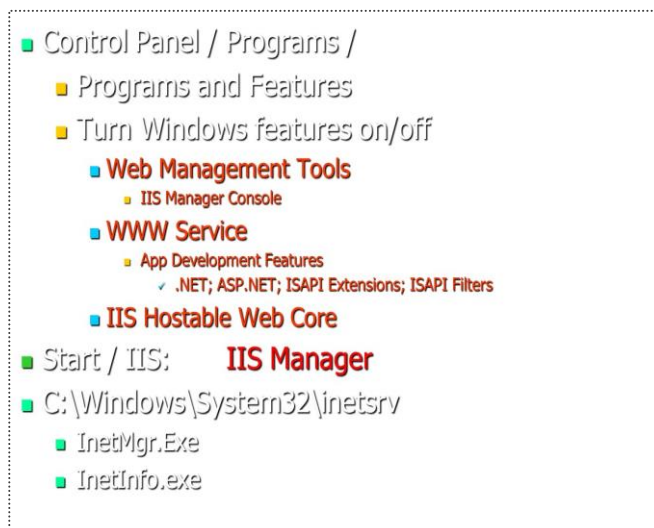 Control Panel / Programs /
Programs and Features
Turn Windows features on/off
Web Management Tools
IIS Manager Console
WWW Service
App Development Features
.NET; ASP.NET; ISAPI Extensions; ISAPI Filters
IIS Hostable Web Core
Start / IIS: IIS Manager
C:\Windows\System32\inetsrv
InetMgr.Exe
InetInfo.exe